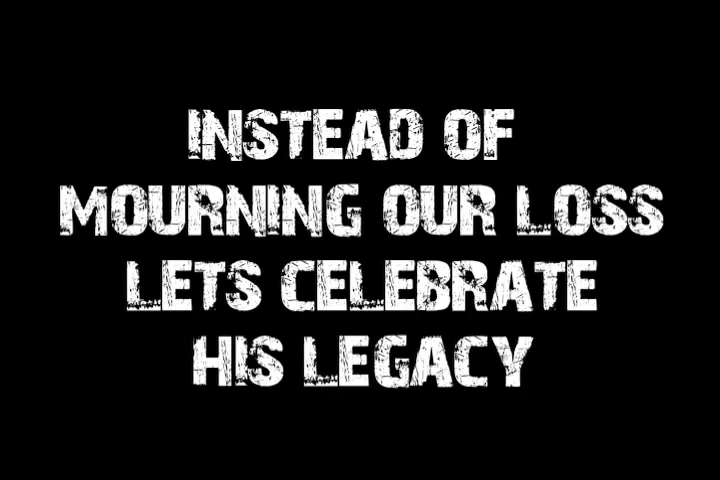 INSTEAD OF
MOURNING OUR LOSS
LETS CELEBRATE
HIS LEGACY